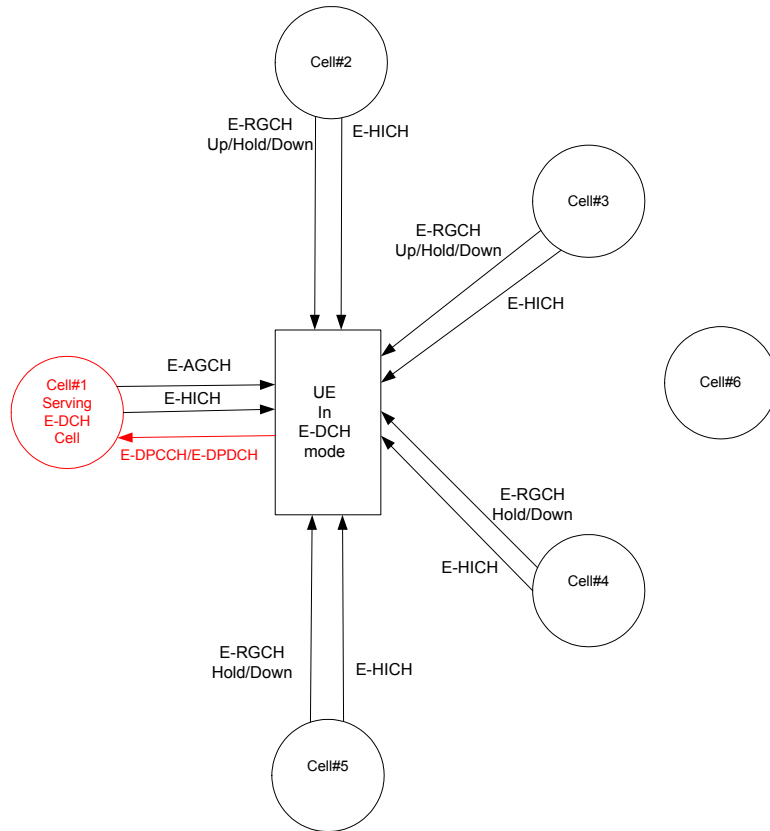 Cell#2
E-RGCH
Up/Hold/Down
E-HICH
Cell#3
E-RGCH
Up/Hold/Down
E-HICH
Cell#1
Serving
E-DCH
Cell
E-AGCH
E-HICH
E-DPCCH/E-DPDCH
UE
In
E-DCH
mode
Cell#6
E-RGCH
Hold/Down
E-HICH
Cell#4
E-RGCH
Hold/Down
E-HICH
Cell#5